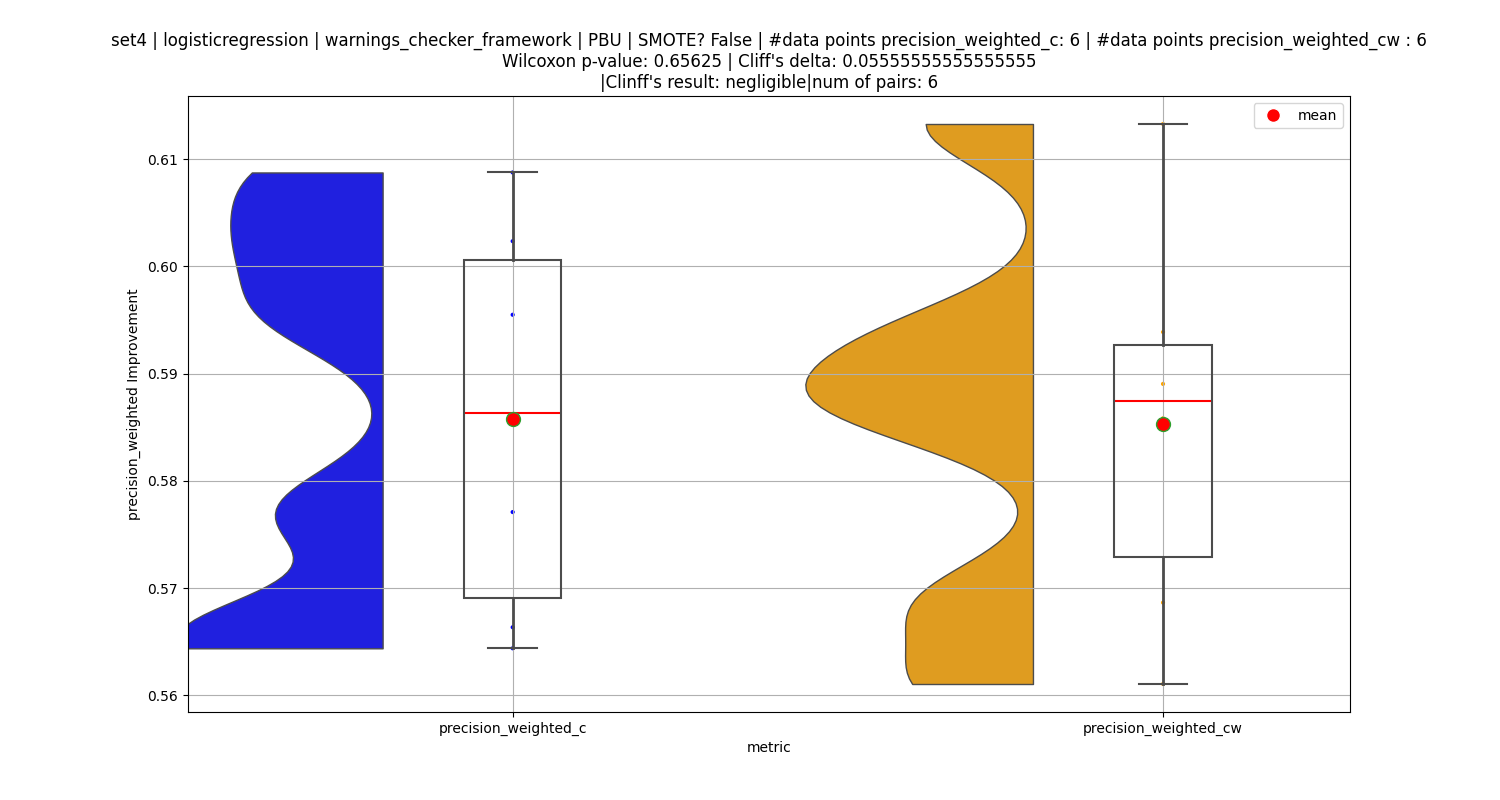 set4 | logisticregression | warnings_checker_framework | PBU | SMOTE? False | #data points precision_weighted_c: 6 | #data points precision_weighted_cw : 6
Wilcoxon p-value: 0.65625 | Cliff's delta: 0.05555555555555555
|Clinff's result: negligible|num of pairs: 6
mean
0.61
0.60
0.59
0.58
0.57
0.56
precision_weighted Improvement
precision_weighted_c
precision_weighted_cw
metric